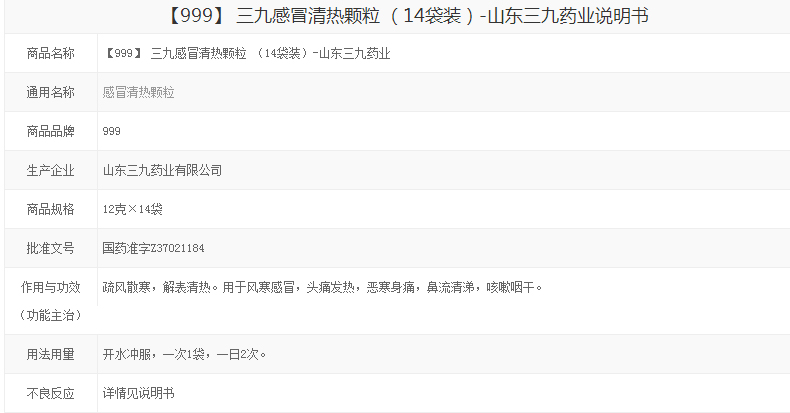 【999】 三九感冒清热颗粒 （14袋装）-山东三九药业说明书
商品名称 【999】 三九感冒清热颗粒 （14袋装）-山东三九药业
通用名称 感冒清热颗粒
商品品牌 999
生产企业 山东三九药业有限公司
商品规格 12克×14袋
批准文号 国药准字Z37021184
作用与功效 疏风散寒，解表清热。用于风寒感冒，头痛发热，恶寒身痛，鼻流清涕，咳嗽咽干。
（功能主治）
用法用量 开水冲服，一次1袋，一日2次。
不良反应 详情见说明书